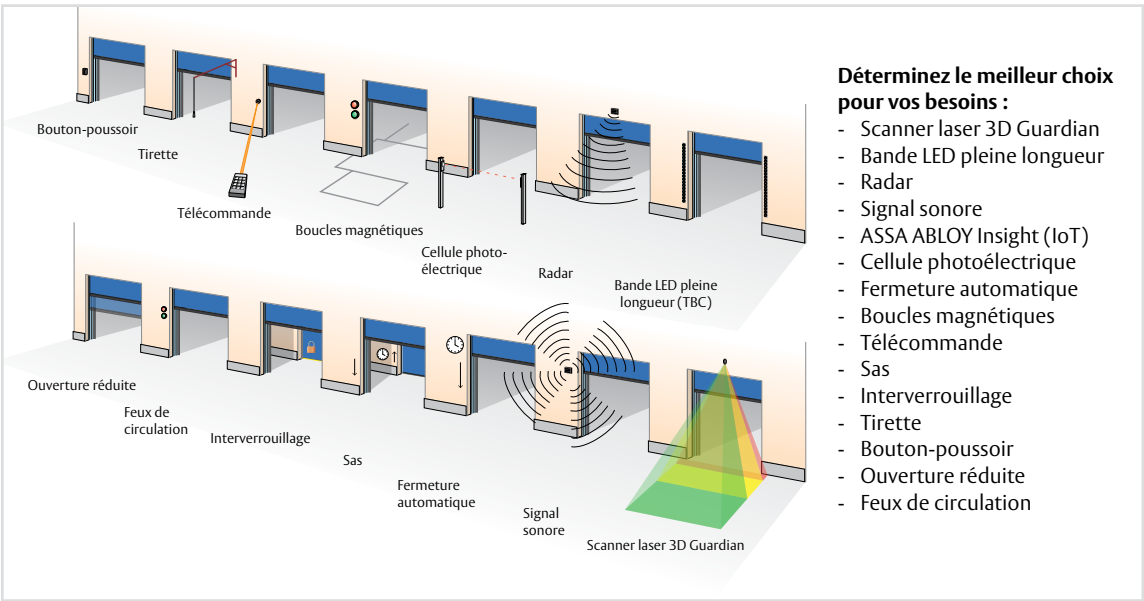 Bouton-poussoir
Tirette
Télécommande
Boucles magnétiques
Cellule photo-
électrique
Radar
Bande LED pleine
longueur (TBC)
Ouverture réduite
Feux de
circulation
Interverrouillage
Sas
Fermeture
automatique
Signal
sonore
Scanner laser 3D Guardian
Déterminez le meilleur choix
pour vos besoins :
- Scanner laser 3D Guardian
- Bande LED pleine longueur
- Radar
- Signal sonore
- ASSA ABLOY Insight (IoT)
- Cellule photoélectrique
- Fermeture automatique
- Boucles magnétiques
- Télécommande
- Sas
- Interverrouillage
- Tirette
- Bouton-poussoir
- Ouverture réduite
- Feux de circulation